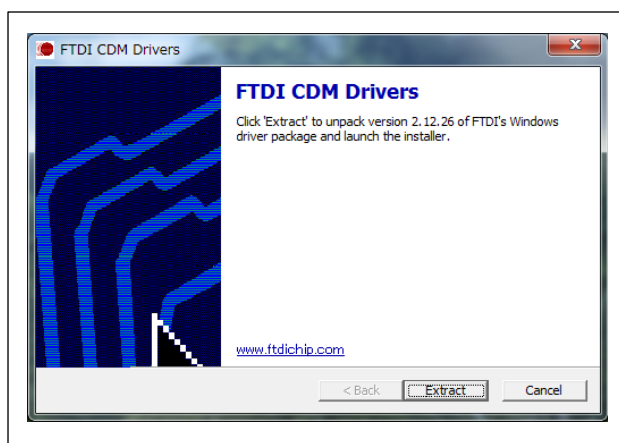 FTDI CDM Drivers
x
FTDI CDM Drivers
Click 'Extract' to unpack version 2.12.26 of FTDI's Windows
driver package and launch the installer.
www.ftdichip.com
< Back
Extract
Cancel